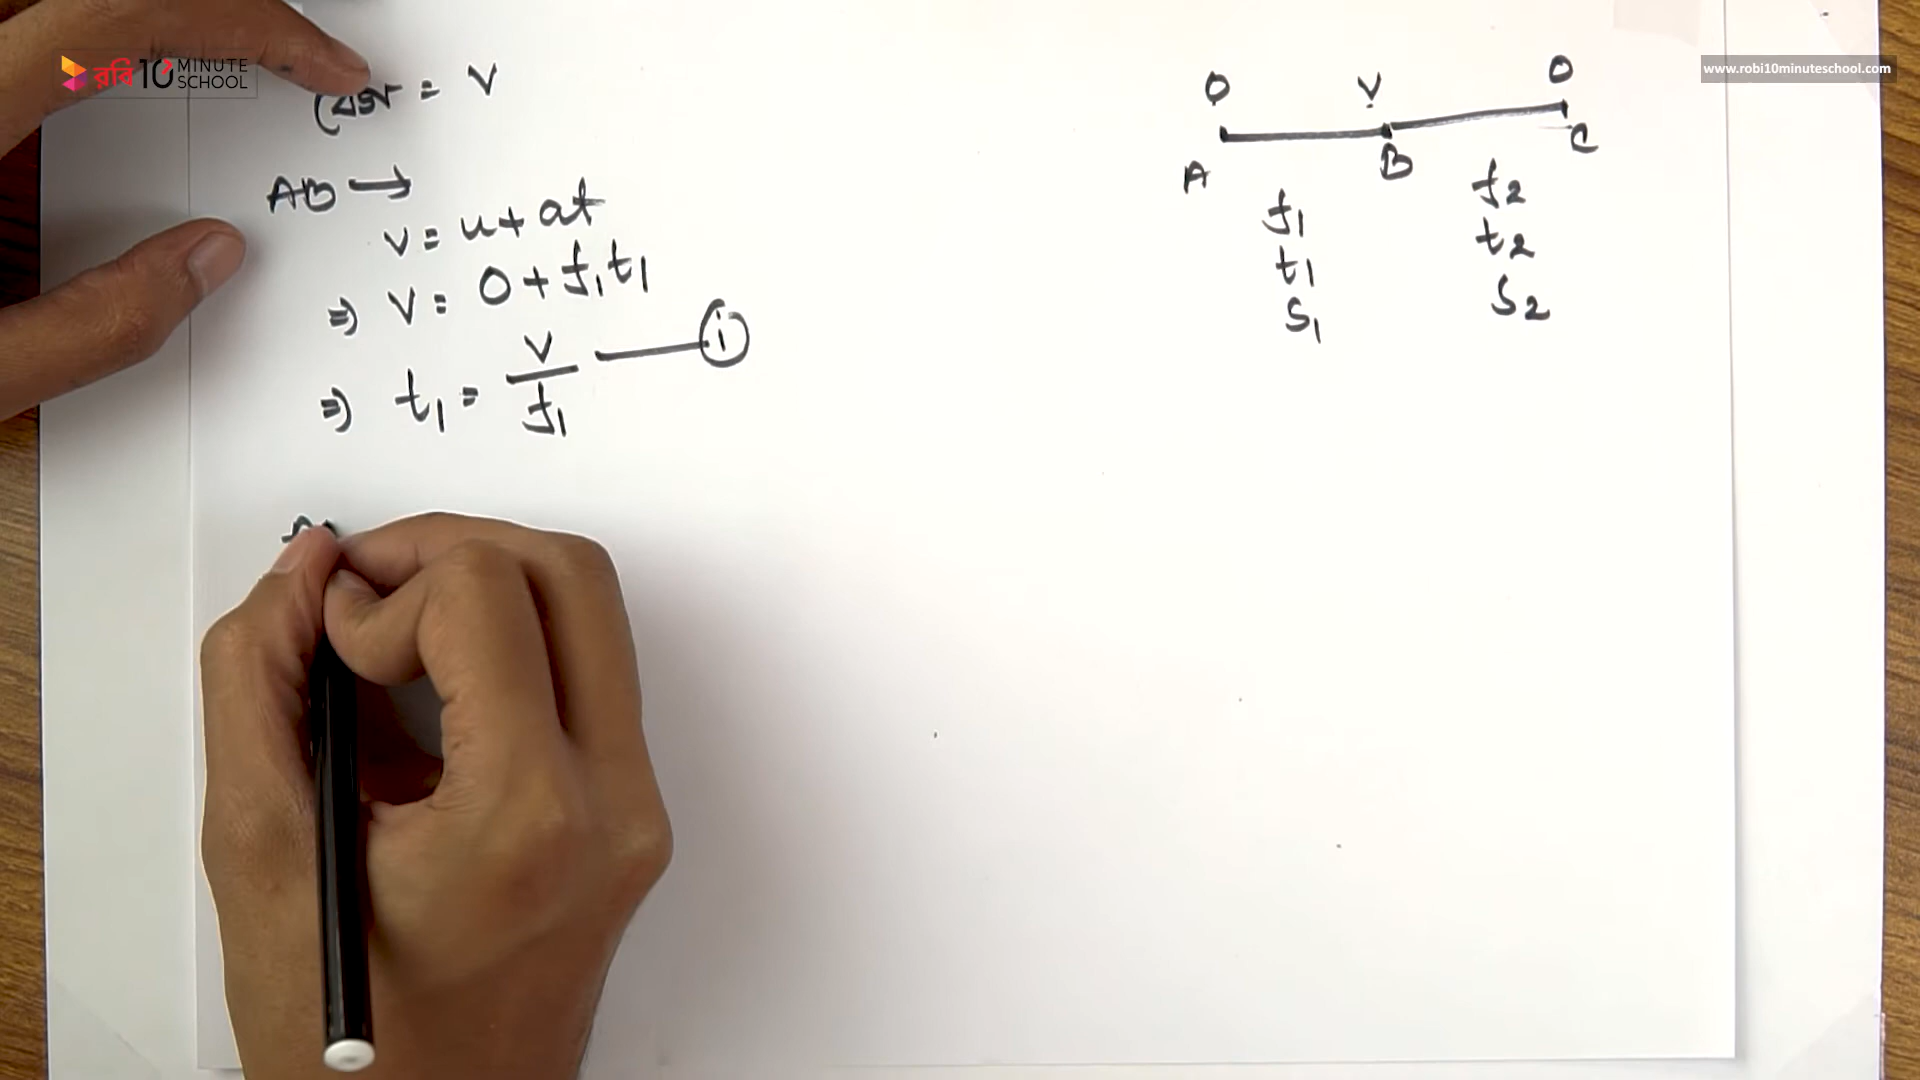 রবি 10 MINUTE SCHOOL
www.robi10minuteschool.com
বেগ = v
AB →
v = u + at
⇒ v = 0 + f₁t₁
⇒ t₁ = v/f₁ —— (i)
0 v 0
A B C
f₁ f₂
t₁ t₂
S₁ S₂